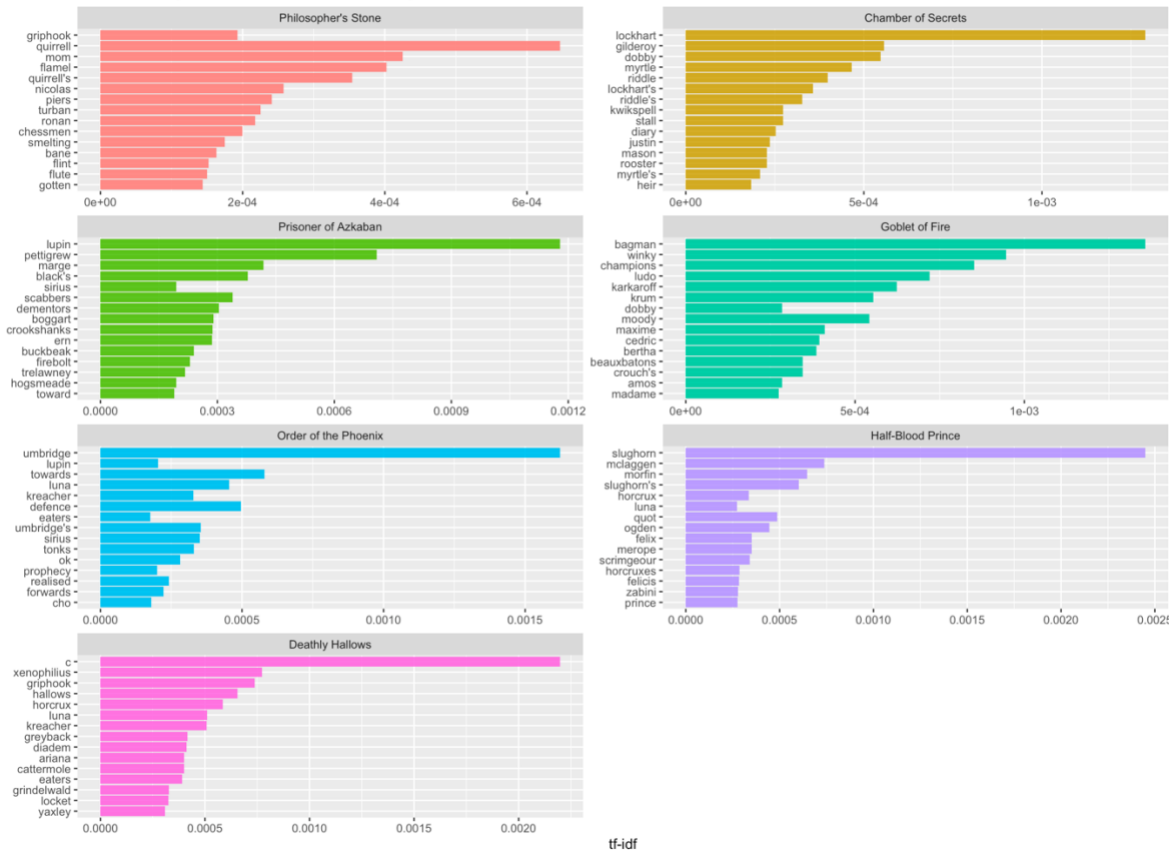 Philosopher's Stone
griphook
quirrell
mom
flamel
quirrell's
nicolas
piers
turban
ronan
chessmen
smelting
bane
flint
flute
gotten
0e+00 2e-04 4e-04 6e-04
Chamber of Secrets
lockhart
gilderoy
dobby
myrtle
riddle
lockhart's
riddle's
kwikspell
stall
diary
justin
mason
rooster
myrtle's
heir
0e+00 5e-04 1e-03
Prisoner of Azkaban
lupin
pettigrew
marge
black's
sirius
scabbers
dementors
boggart
crookshanks
ern
buckbeak
firebolt
trelawney
hogsmeade
toward
0.0000 0.0003 0.0006 0.0009 0.0012
Goblet of Fire
bagman
winky
champions
ludo
karkaroff
krum
dobby
moody
maxime
cedric
bertha
beauxbatons
crouch's
amos
madame
0e+00 5e-04 1e-03
Order of the Phoenix
umbridge
lupin
towards
luna
kreacher
defence
eaters
umbridge's
sirius
tonks
ok
prophecy
realised
forwards
cho
0.0000 0.0005 0.0010 0.0015
Half-Blood Prince
slughorn
mclaggen
morfin
slughorn's
horcrux
luna
quot
ogden
felix
merope
scrimgeour
horcruxes
felicis
zabini
prince
0.0000 0.0005 0.0010 0.0015 0.0020 0.0025
Deathly Hallows
c
xenophilius
griphook
hallows
horcrux
luna
kreacher
greyback
diadem
ariana
cattermole
eaters
grindelwald
locket
yaxley
0.0000 0.0005 0.0010 0.0015 0.0020
tf-idf